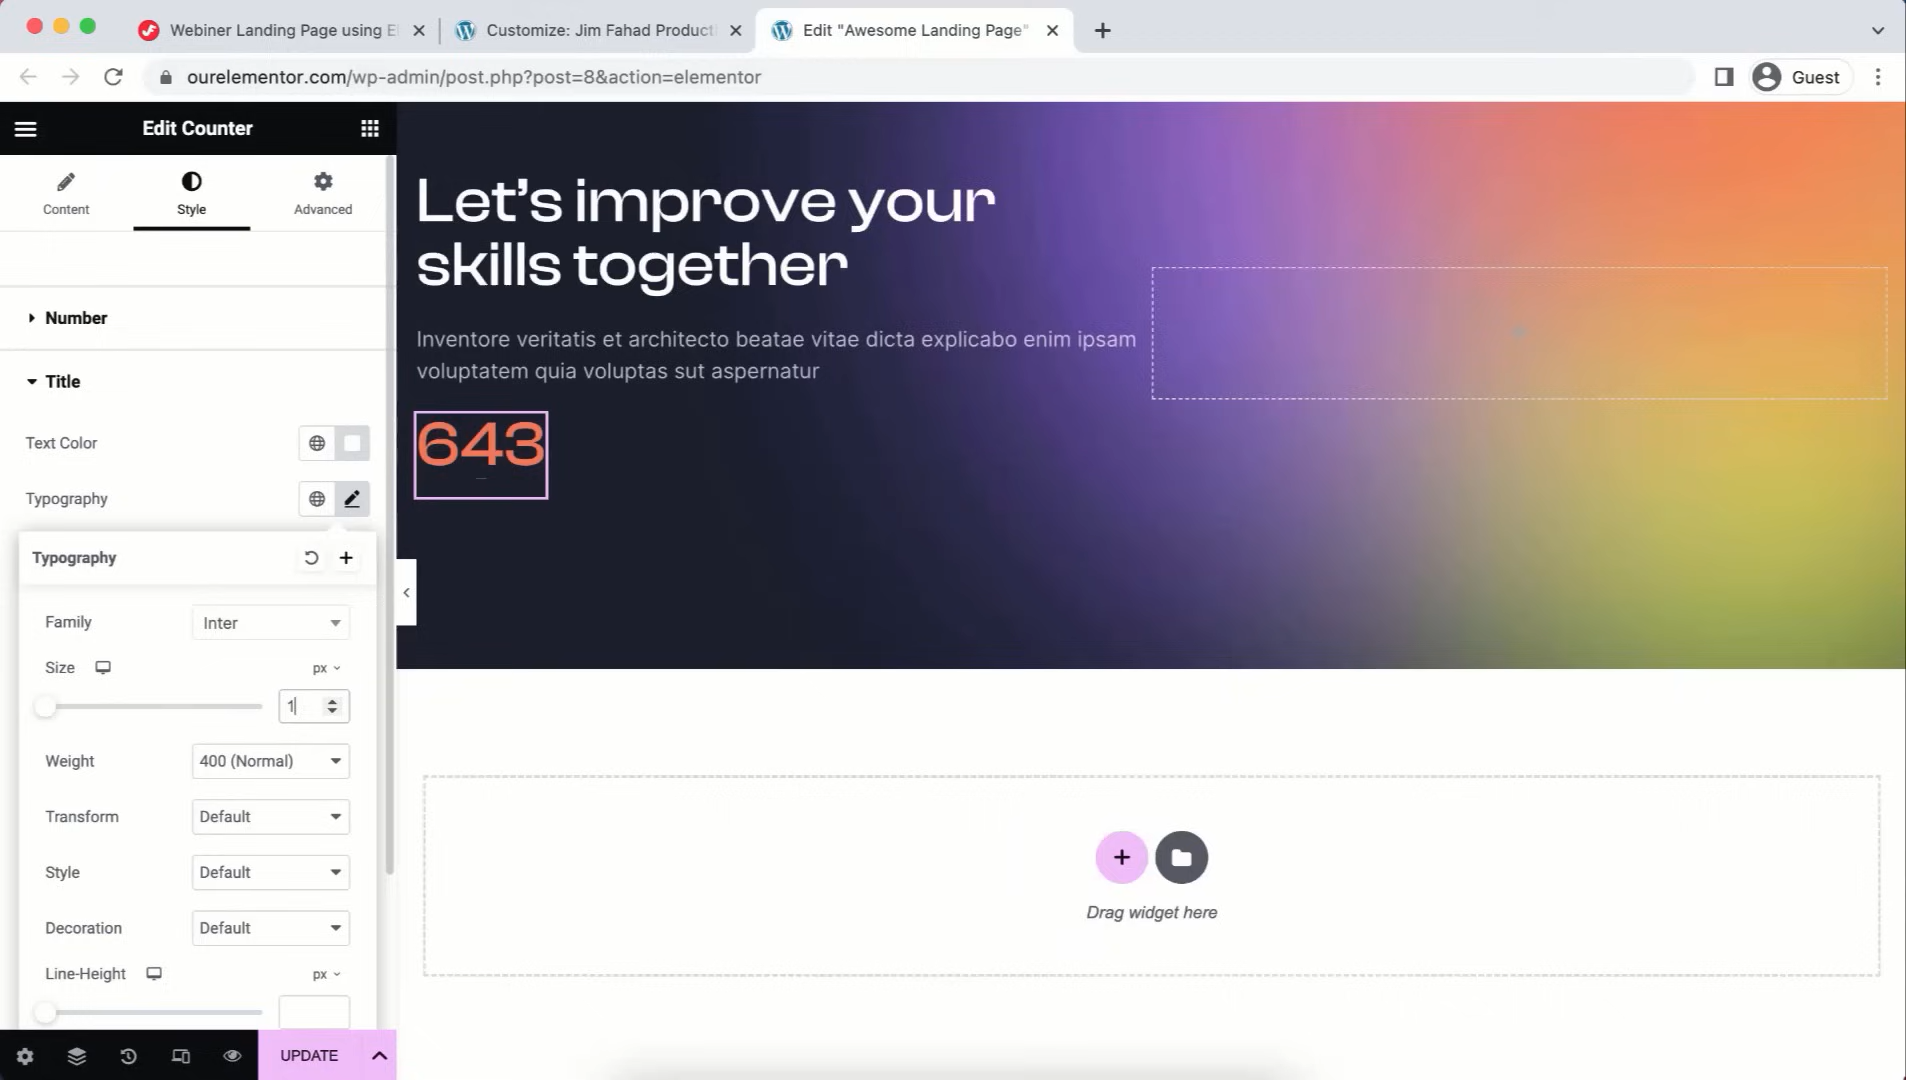 Webiner Landing Page using El
Customize: Jim Fahad Product
Edit "Awesome Landing Page"
ourelementor.com/wp-admin/post.php?post=8&action=elementor
Guest
Edit Counter
Content
Style
Advanced
Number
Title
Text Color
Typography
Typography
Family
Inter
Size
px
1
Weight
400 (Normal)
Transform
Default
Style
Default
Decoration
Default
Line-Height
px
UPDATE
Let's improve your
skills together
Inventore veritatis et architecto beatae vitae dicta explicabo enim ipsam
voluptatem quia voluptas sut aspernatur
643
Drag widget here